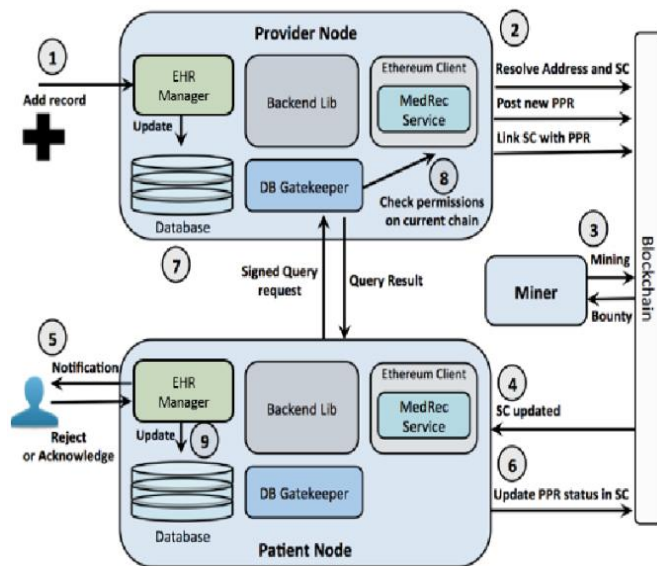 Provider Node
2
1
Add record
EHR
Manager
Update
Database
Backend Lib
Ethereum Client
MedRec
Service
DB Gatekeeper
8
Check permissions
on current chain
Resolve Address and SC
Post new PPR
Link SC with PPR
Blockchain
7
Signed Query
request
Query Result
3
Mining
Miner
Bounty
5
Notification
Reject
or Acknowledge
EHR
Manager
Update
9
Database
Backend Lib
Ethereum Client
MedRec
Service
DB Gatekeeper
Patient Node
4
SC updated
6
Update PPR status in SC